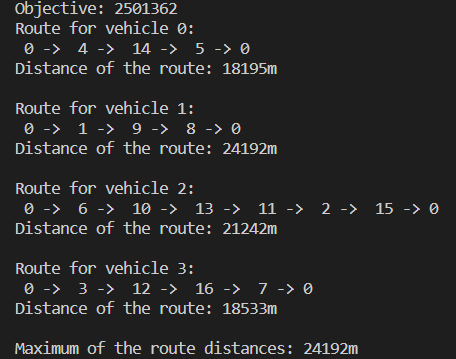 Objective: 2501362
Route for vehicle 0:
0 -> 4 -> 14 -> 5 -> 0
Distance of the route: 18195m
Route for vehicle 1:
0 -> 1 -> 9 -> 8 -> 0
Distance of the route: 24192m
Route for vehicle 2:
0 -> 6 -> 10 -> 13 -> 11 -> 2 -> 15 -> 0
Distance of the route: 21242m
Route for vehicle 3:
0 -> 3 -> 12 -> 16 -> 7 -> 0
Distance of the route: 18533m
Maximum of the route distances: 24192m